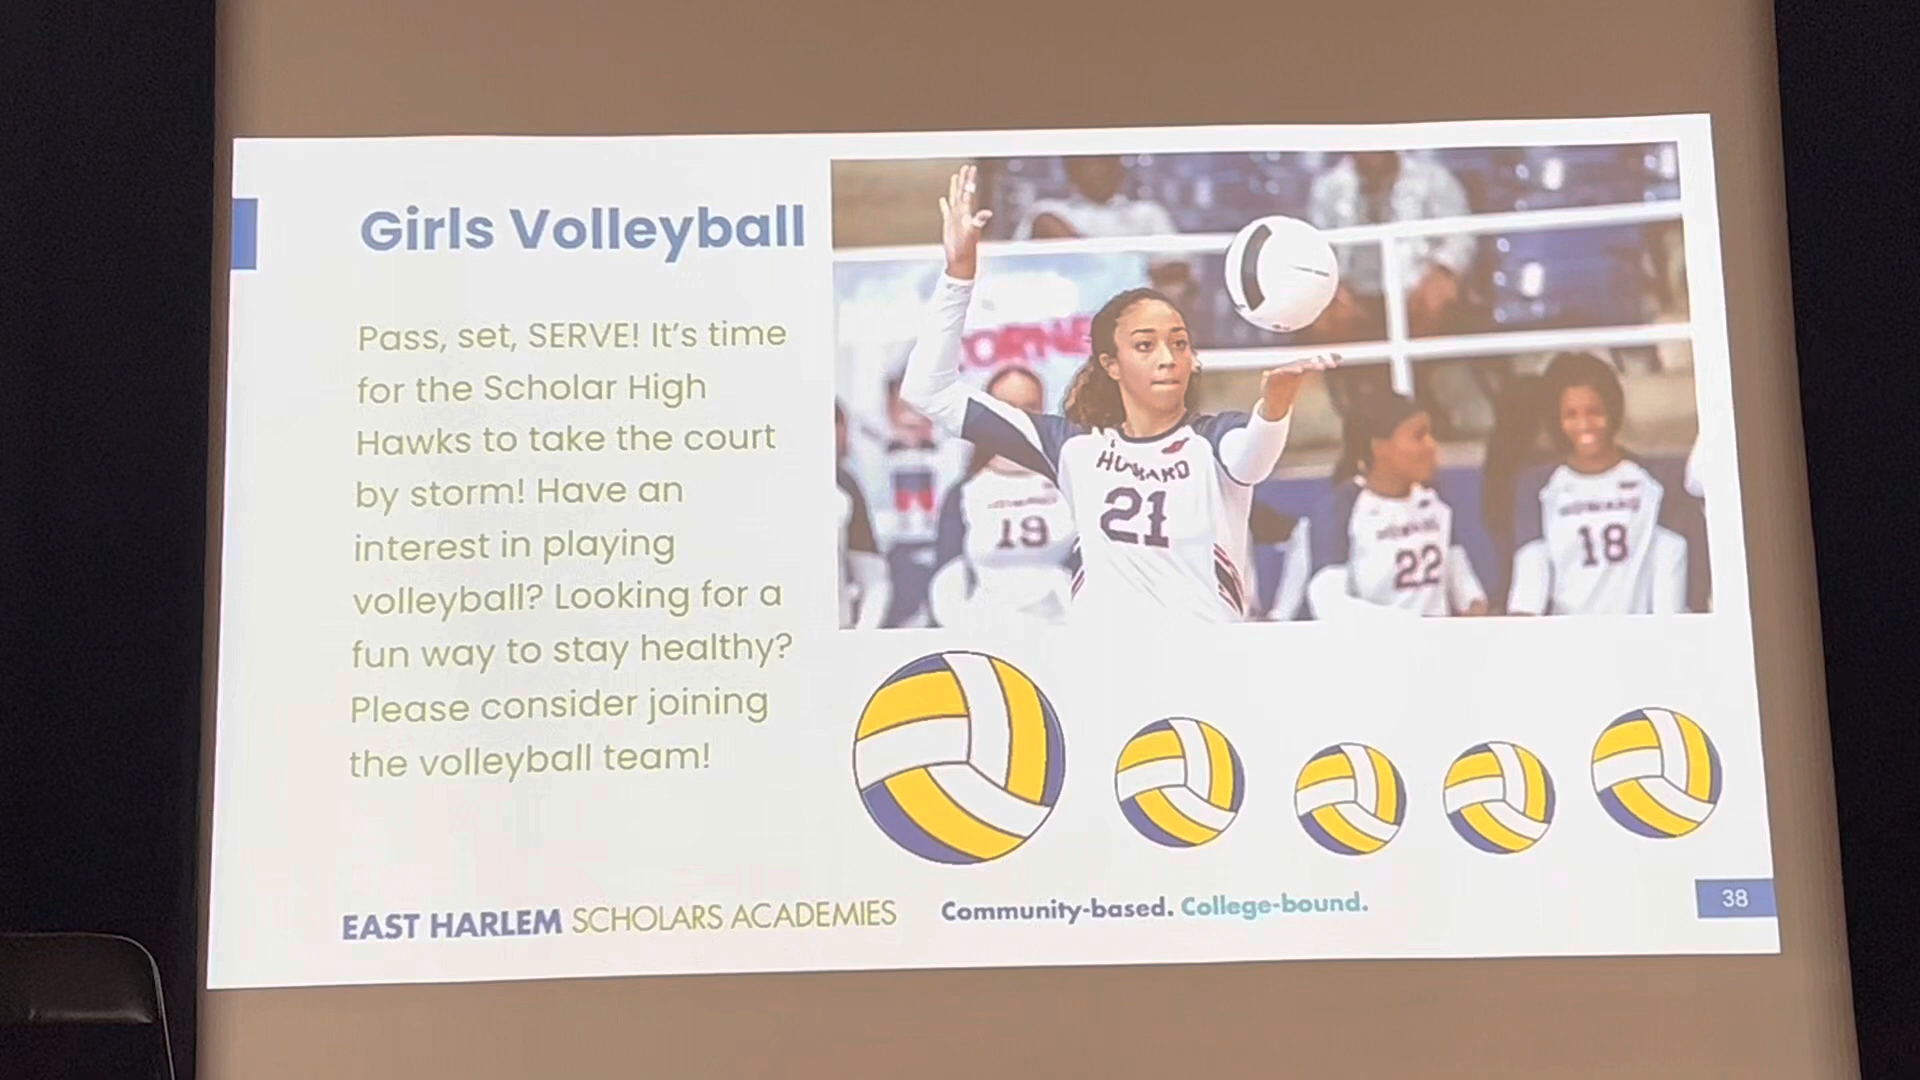 Girls Volleyball
Pass, set, SERVE! It's time
for the Scholar High
Hawks to take the court
by storm! Have an
interest in playing
volleyball? Looking for a
fun way to stay healthy?
Please consider joining
the volleyball team!
HOWARD
21
19
22
HOWARD
18
EAST HARLEM SCHOLARS ACADEMIES
Community-based. College-bound.
38